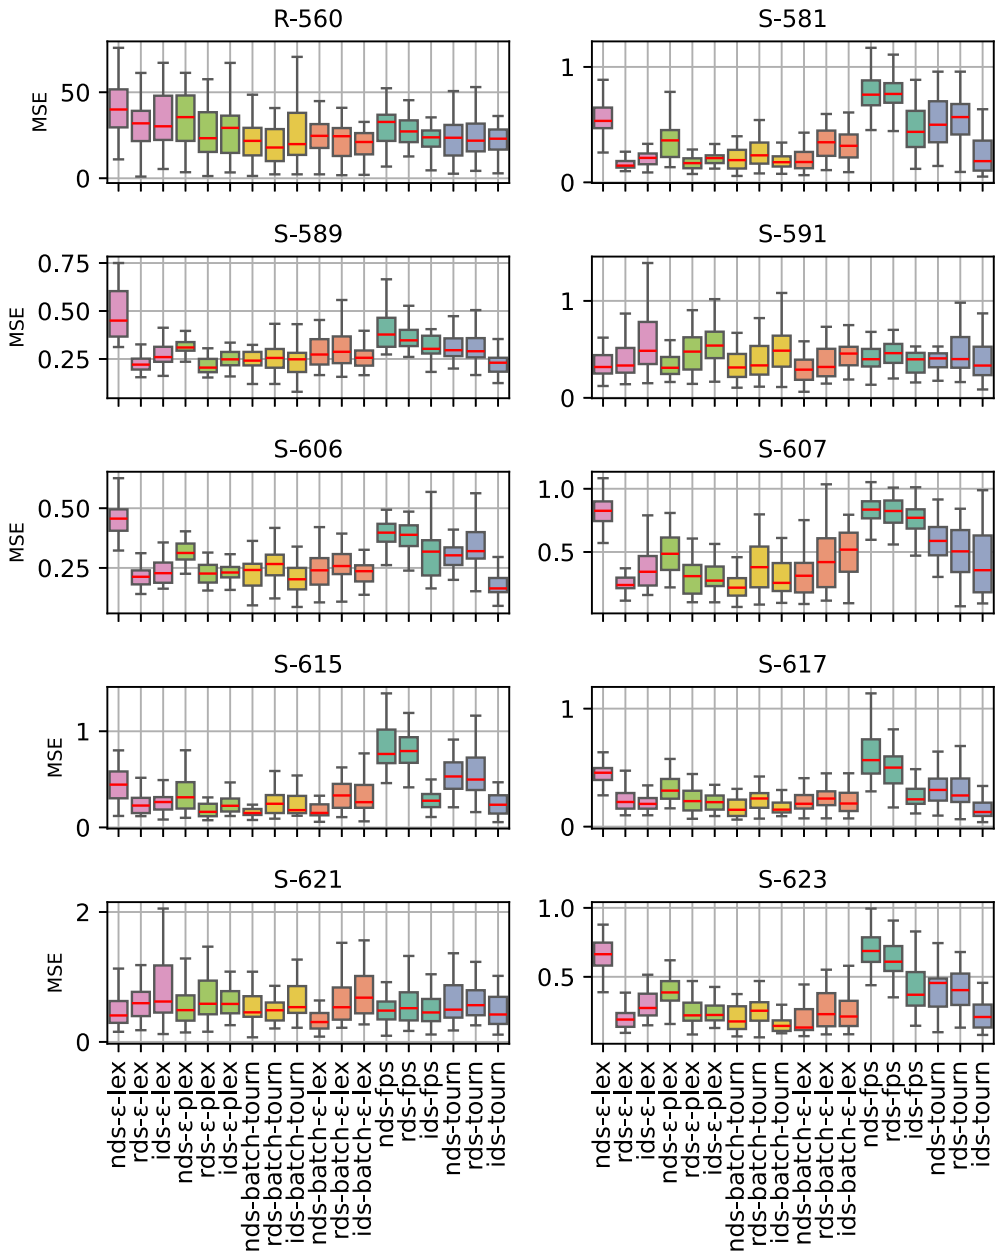 R-560
MSE
50
0
S-581
1
0
S-589
MSE
0.75
0.50
0.25
S-591
1
0
S-606
MSE
0.50
0.25
S-607
1.0
0.5
S-615
MSE
1
0
S-617
1
0
S-621
MSE
2
0
S-623
1.0
0.5
nds-ε-lex
rds-ε-lex
ids-ε-lex
nds-ε-plex
rds-ε-plex
ids-ε-plex
nds-batch-tourn
rds-batch-tourn
ids-batch-tourn
nds-batch-ε-lex
rds-batch-ε-lex
ids-batch-ε-lex
nds-fps
rds-fps
ids-fps
nds-tourn
rds-tourn
ids-tourn
nds-ε-lex
rds-ε-lex
ids-ε-lex
nds-ε-plex
rds-ε-plex
ids-ε-plex
nds-batch-tourn
rds-batch-tourn
ids-batch-tourn
nds-batch-ε-lex
rds-batch-ε-lex
ids-batch-ε-lex
nds-fps
rds-fps
ids-fps
nds-tourn
rds-tourn
ids-tourn